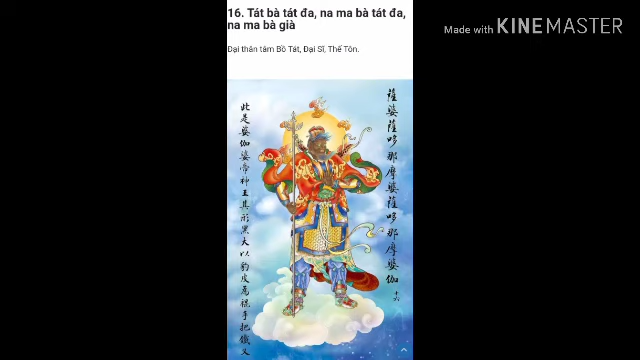 16. Tát bà tát đa, na ma bà tát đa,
na ma bà già
Đại thân tâm Bồ Tát, Đại Sĩ, Thế Tôn.
Made with KINEMASTER
薩婆薩哆那摩婆薩哆那摩婆伽
十六
此是婆伽婆帝神王其形黑大以豹皮為裩手把鐵叉